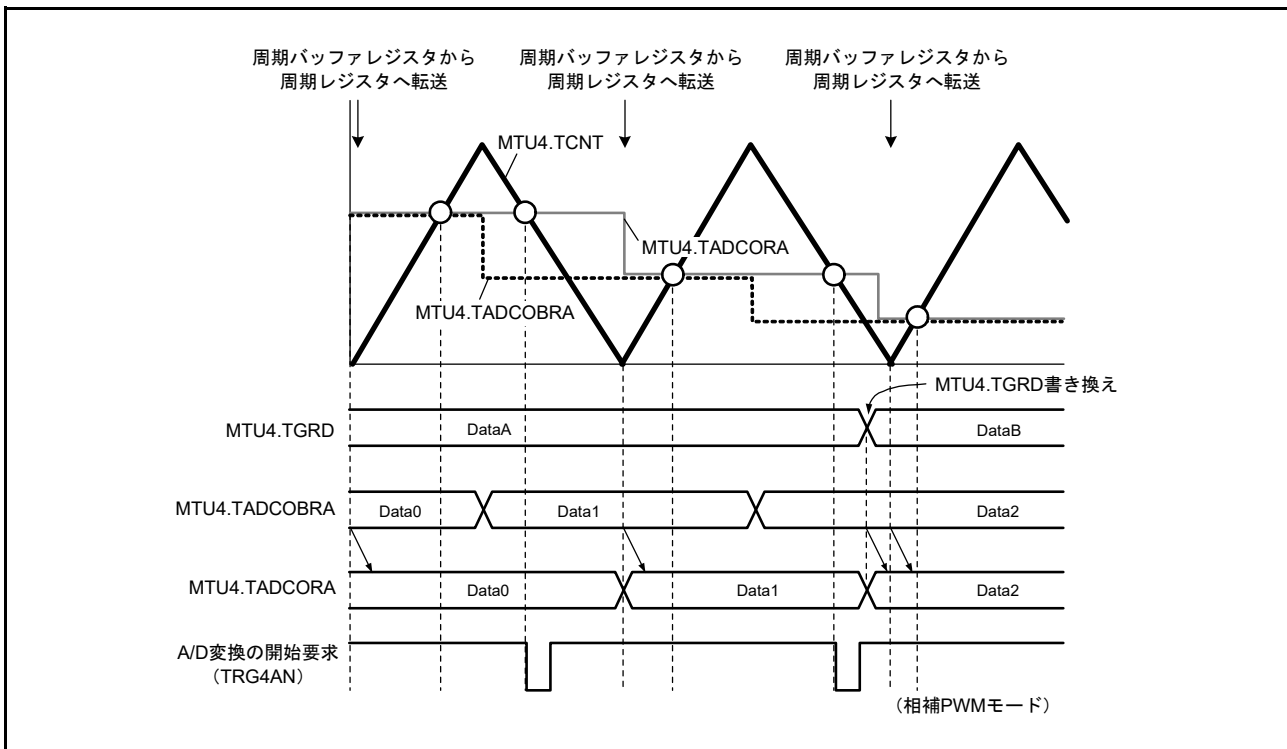 周期バッファレジスタから
周期レジスタへ転送
周期バッファレジスタから
周期レジスタへ転送
周期バッファレジスタから
周期レジスタへ転送
MTU4.TCNT
MTU4.TADCORA
MTU4.TADCOBRA
MTU4.TGRD書き換え
MTU4.TGRD
DataA
DataB
MTU4.TADCOBRA
Data0
Data1
Data2
MTU4.TADCORA
Data0
Data1
Data2
A/D変換の開始要求
（TRG4AN）
（相補PWMモード）